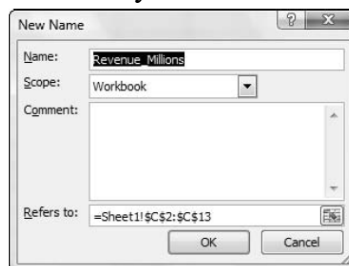 New Name
Name: Revenue_Millions
Scope: Workbook
Comment:
Refers to: =Sheet1!$C$2:$C$13
OK Cancel